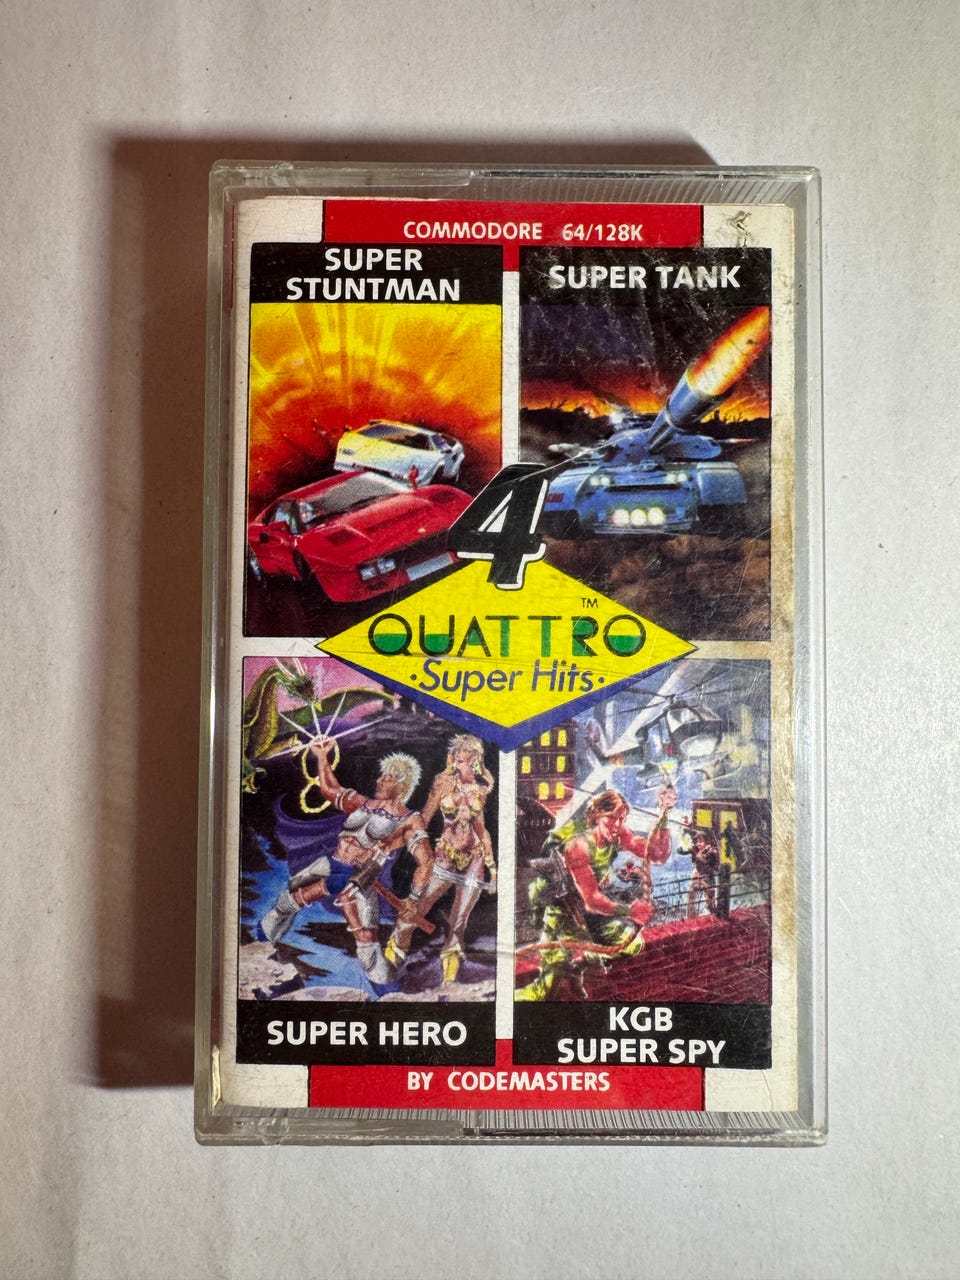 COMMODORE 64/128K
SUPER
STUNTMAN
SUPER TANK
4
QUATTRO TM
·Super Hits·
SUPER HERO
KGB
SUPER SPY
BY CODEMASTERS